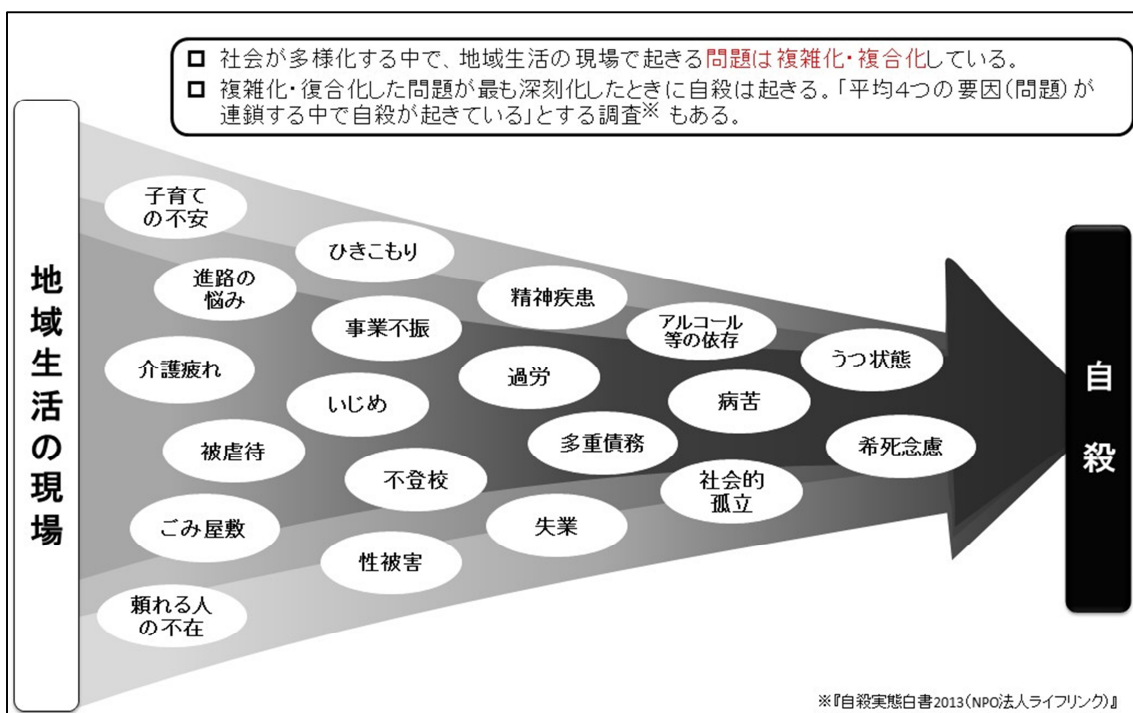 □ 社会が多様化する中で、地域生活の現場で起きる問題は複雑化・複合化している。
□ 複雑化・復合化した問題が最も深刻化したときに自殺は起きる。「平均4つの要因(問題)が
連鎖する中で自殺が起きている」とする調査※ もある。
地域生活の現場
子育て
の不安
進路の
悩み
介護疲れ
被虐待
ごみ屋敷
頼れる人
の不在
ひきこもり
事業不振
いじめ
不登校
性被害
精神疾患
過労
多重債務
失業
アルコール
等の依存
病苦
社会的
孤立
うつ状態
希死念慮
自殺
※『自殺実態白書2013(NPO法人ライフリンク)』